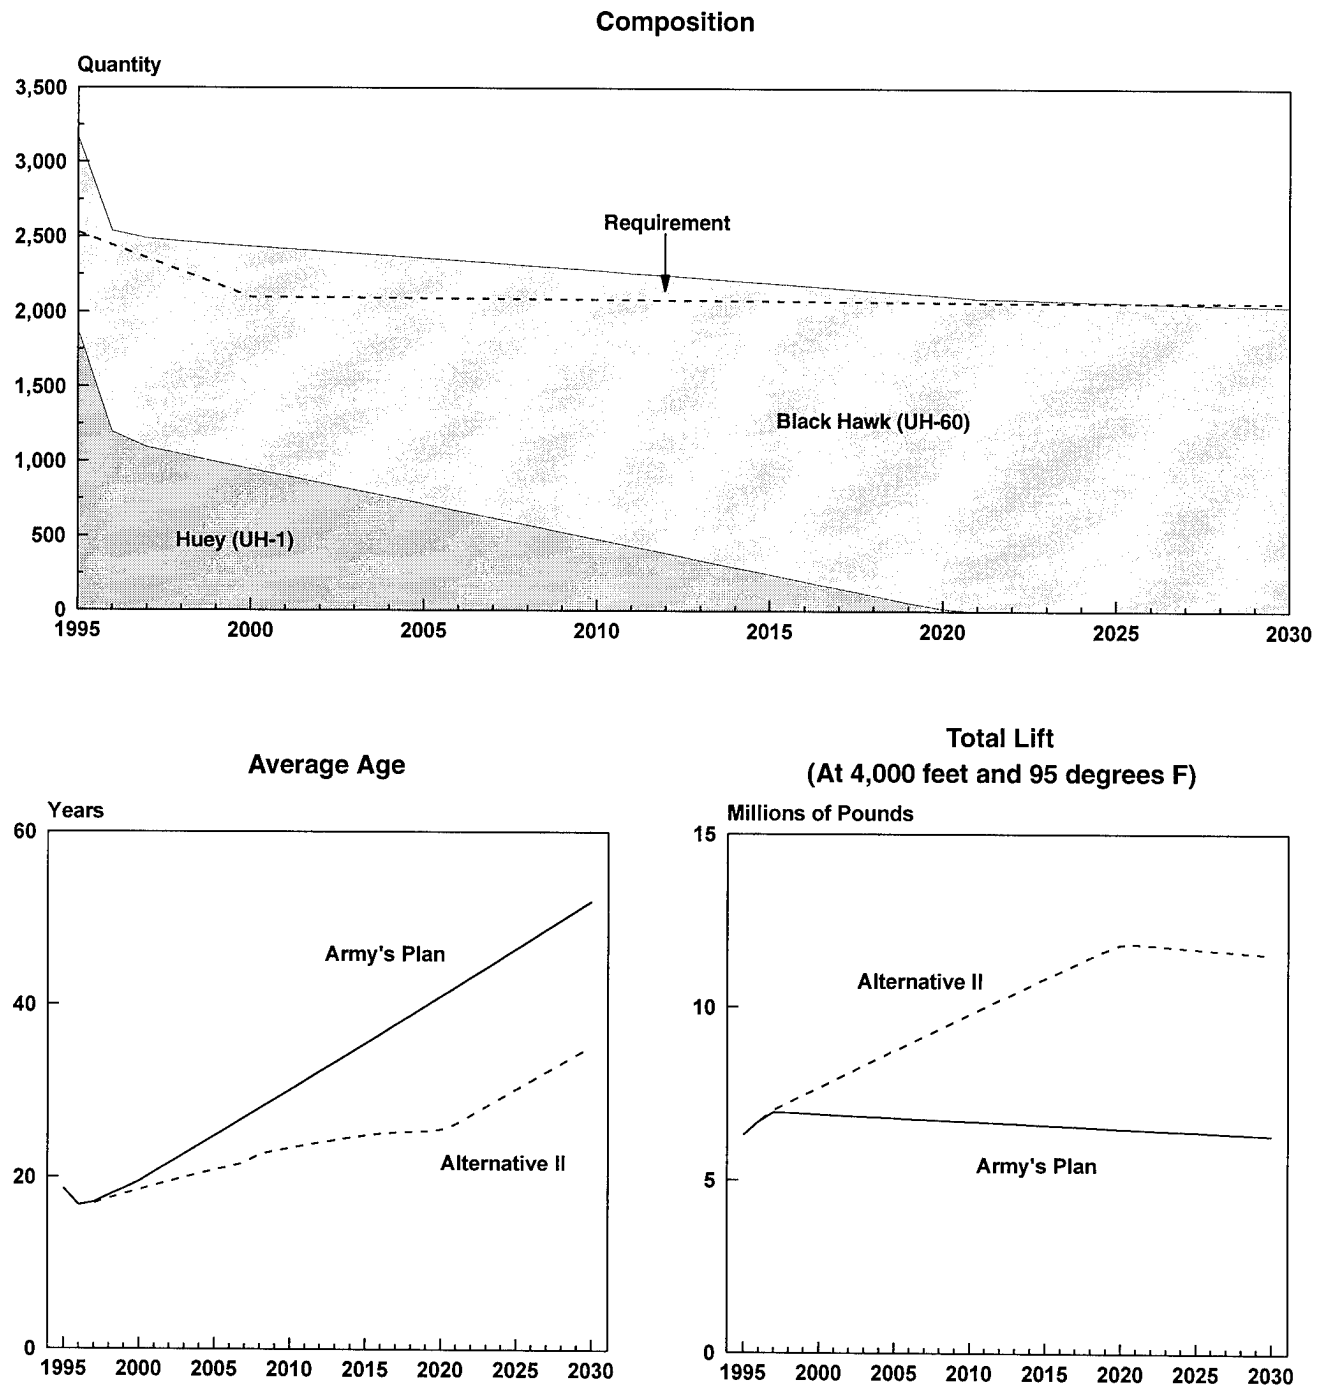 Composition
Quantity
3,500
3,000
2,500
2,000
1,500
1,000
500
0
Requirement
Black Hawk (UH-60)
Huey (UH-1)
1995 2000 2005 2010 2015 2020 2025 2030
Average Age
Years
60
40
20
0
Army's Plan
Alternative II
1995 2000 2005 2010 2015 2020 2025 2030
Total Lift
(At 4,000 feet and 95 degrees F)
Millions of Pounds
15
10
5
0
Alternative II
Army's Plan
1995 2000 2005 2010 2015 2020 2025 2030